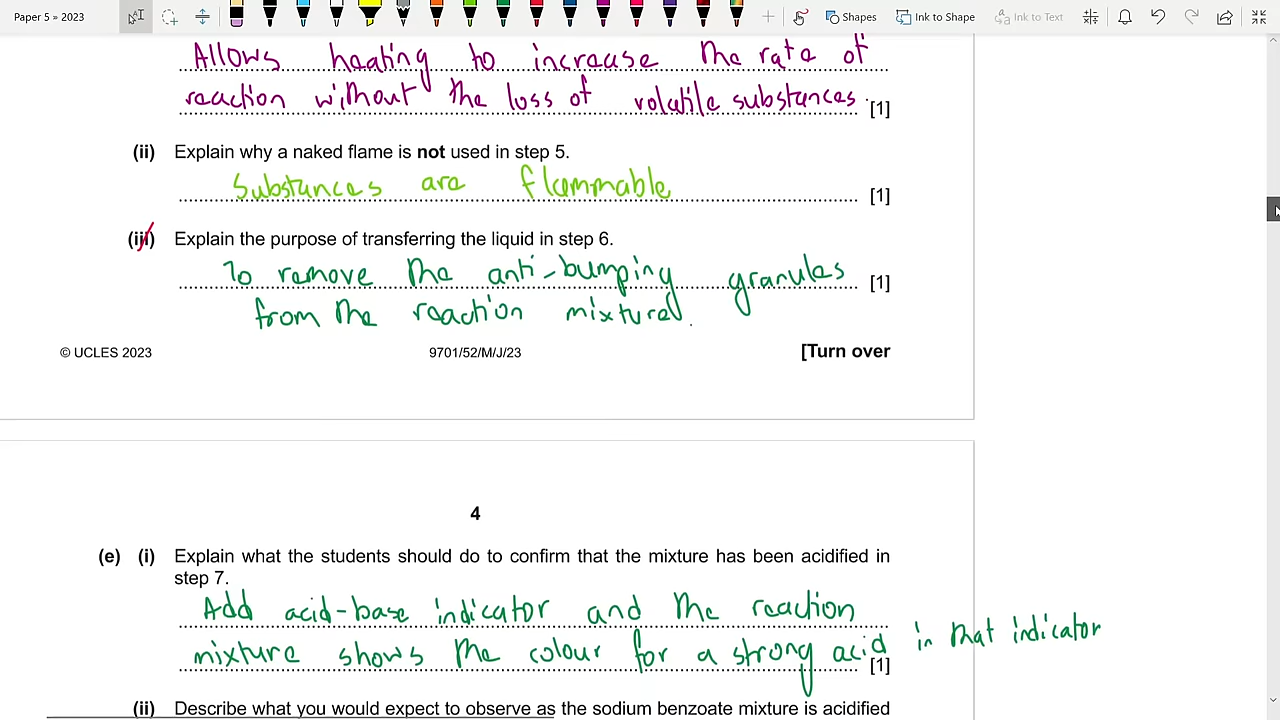 Paper 5 » 2023
Shapes
Ink to Shape
Ink to Text
Allows heating to increase the rate of
reaction without the loss of volatile substances. [1]
(ii) Explain why a naked flame is not used in step 5.
Substances are flammable [1]
(iii) Explain the purpose of transferring the liquid in step 6.
To remove the anti-bumping granules [1]
from the reaction mixture.
© UCLES 2023 9701/52/M/J/23 [Turn over
4
(e) (i) Explain what the students should do to confirm that the mixture has been acidified in
step 7.
Add acid-base indicator and the reaction
mixture shows the colour for a strong acid in that indicator [1]
(ii) Describe what you would expect to observe as the sodium benzoate mixture is acidified